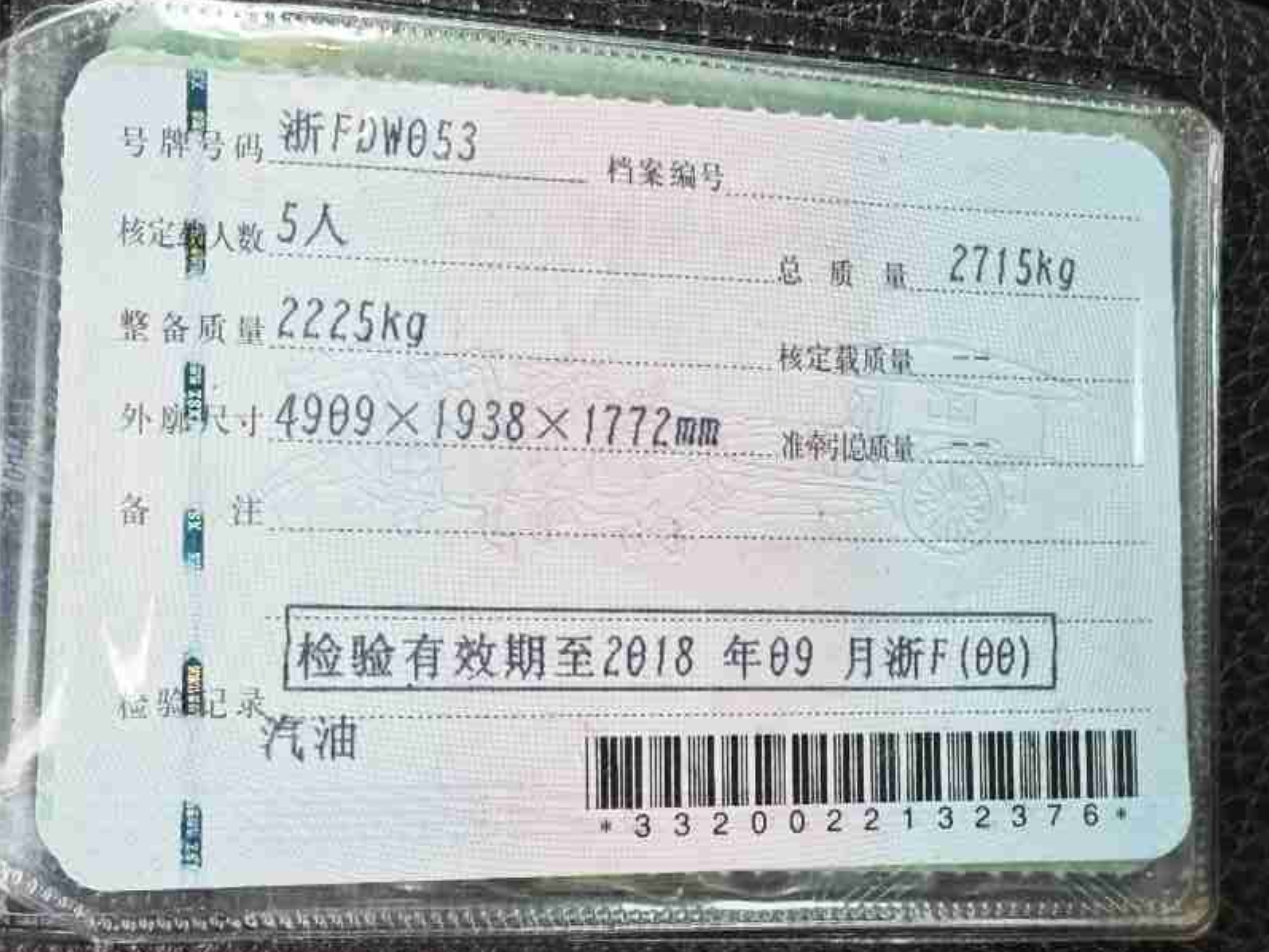 号牌号码 浙FDW053 档案编号
核定载人数 5人 总质量 2715kg
整备质量 2225kg 核定载质量 --
外廓尺寸 4909×1938×1772mm 准牵引总质量 --
备注
检验有效期至2018 年09 月浙F(00)
检验记录
汽油
*3320022132376*